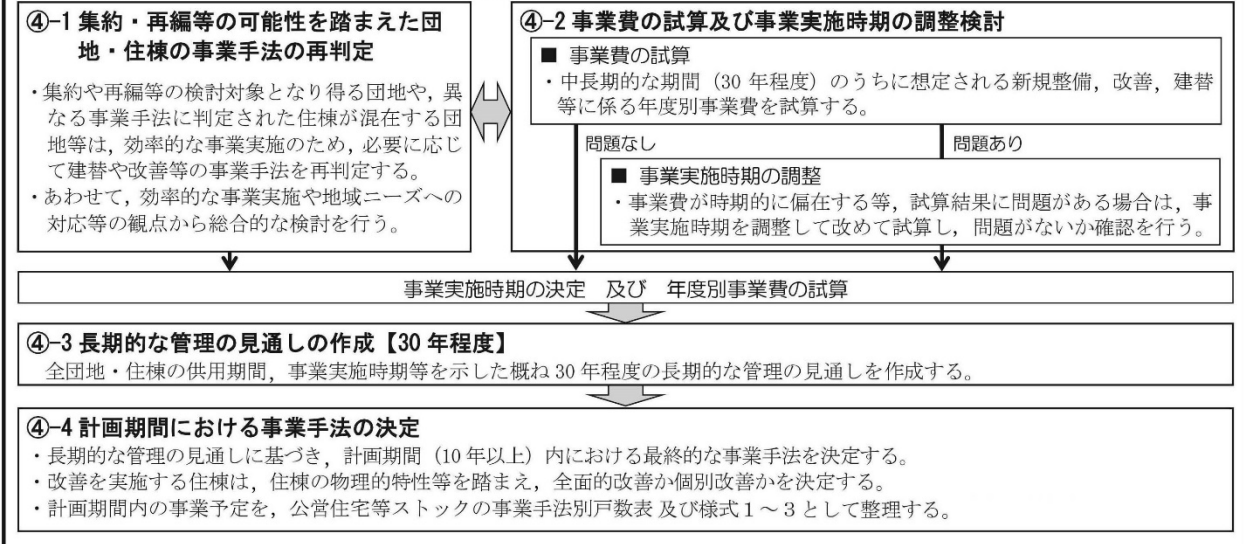 ④-1 集約・再編等の可能性を踏まえた団
地・住棟の事業手法の再判定
・集約や再編等の検討対象となり得る団地や，異
なる事業手法に判定された住棟が混在する団
地等は，効率的な事業実施のため，必要に応じ
て建替や改善等の事業手法を再判定する。
・あわせて，効率的な事業実施や地域ニーズへの
対応等の観点から総合的な検討を行う。
④-2 事業費の試算及び事業実施時期の調整検討
■ 事業費の試算
・中長期的な期間（30 年程度）のうちに想定される新規整備，改善，建替
等に係る年度別事業費を試算する。
問題なし
問題あり
■ 事業実施時期の調整
・事業費が時期的に偏在する等，試算結果に問題がある場合は，事
業実施時期を調整して改めて試算し，問題がないか確認を行う。
事業実施時期の決定　及び　年度別事業費の試算
④-3 長期的な管理の見通しの作成【30 年程度】
全団地・住棟の供用期間，事業実施時期等を示した概ね 30 年程度の長期的な管理の見通しを作成する。
④-4 計画期間における事業手法の決定
・長期的な管理の見通しに基づき，計画期間（10 年以上）内における最終的な事業手法を決定する。
・改善を実施する住棟は，住棟の物理的特性等を踏まえ，全面的改善か個別改善かを決定する。
・計画期間内の事業予定を，公営住宅等ストックの事業手法別戸数表 及び様式１～３として整理する。